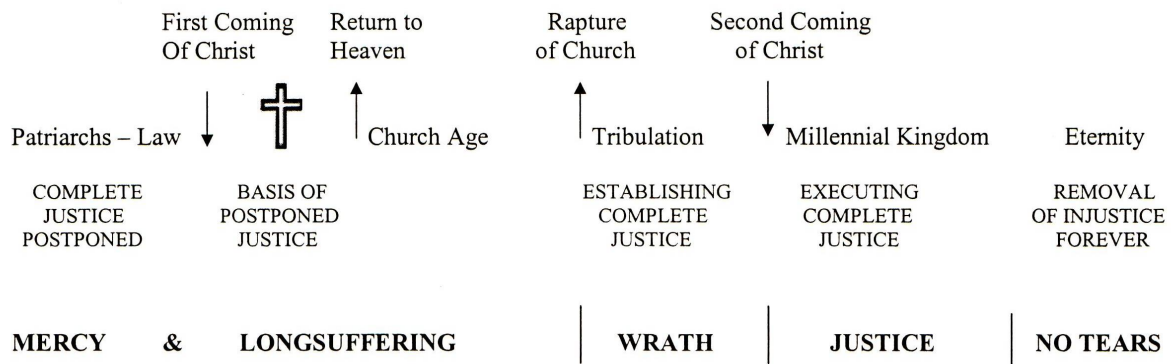 First Coming
Of Christ
Return to
Heaven
Rapture
of Church
Second Coming
of Christ
Patriarchs – Law
Church Age
Tribulation
Millennial Kingdom
Eternity
COMPLETE
JUSTICE
POSTPONED
BASIS OF
POSTPONED
JUSTICE
ESTABLISHING
COMPLETE
JUSTICE
EXECUTING
COMPLETE
JUSTICE
REMOVAL
OF INJUSTICE
FOREVER
MERCY & LONGSUFFERING
WRATH
JUSTICE
NO TEARS